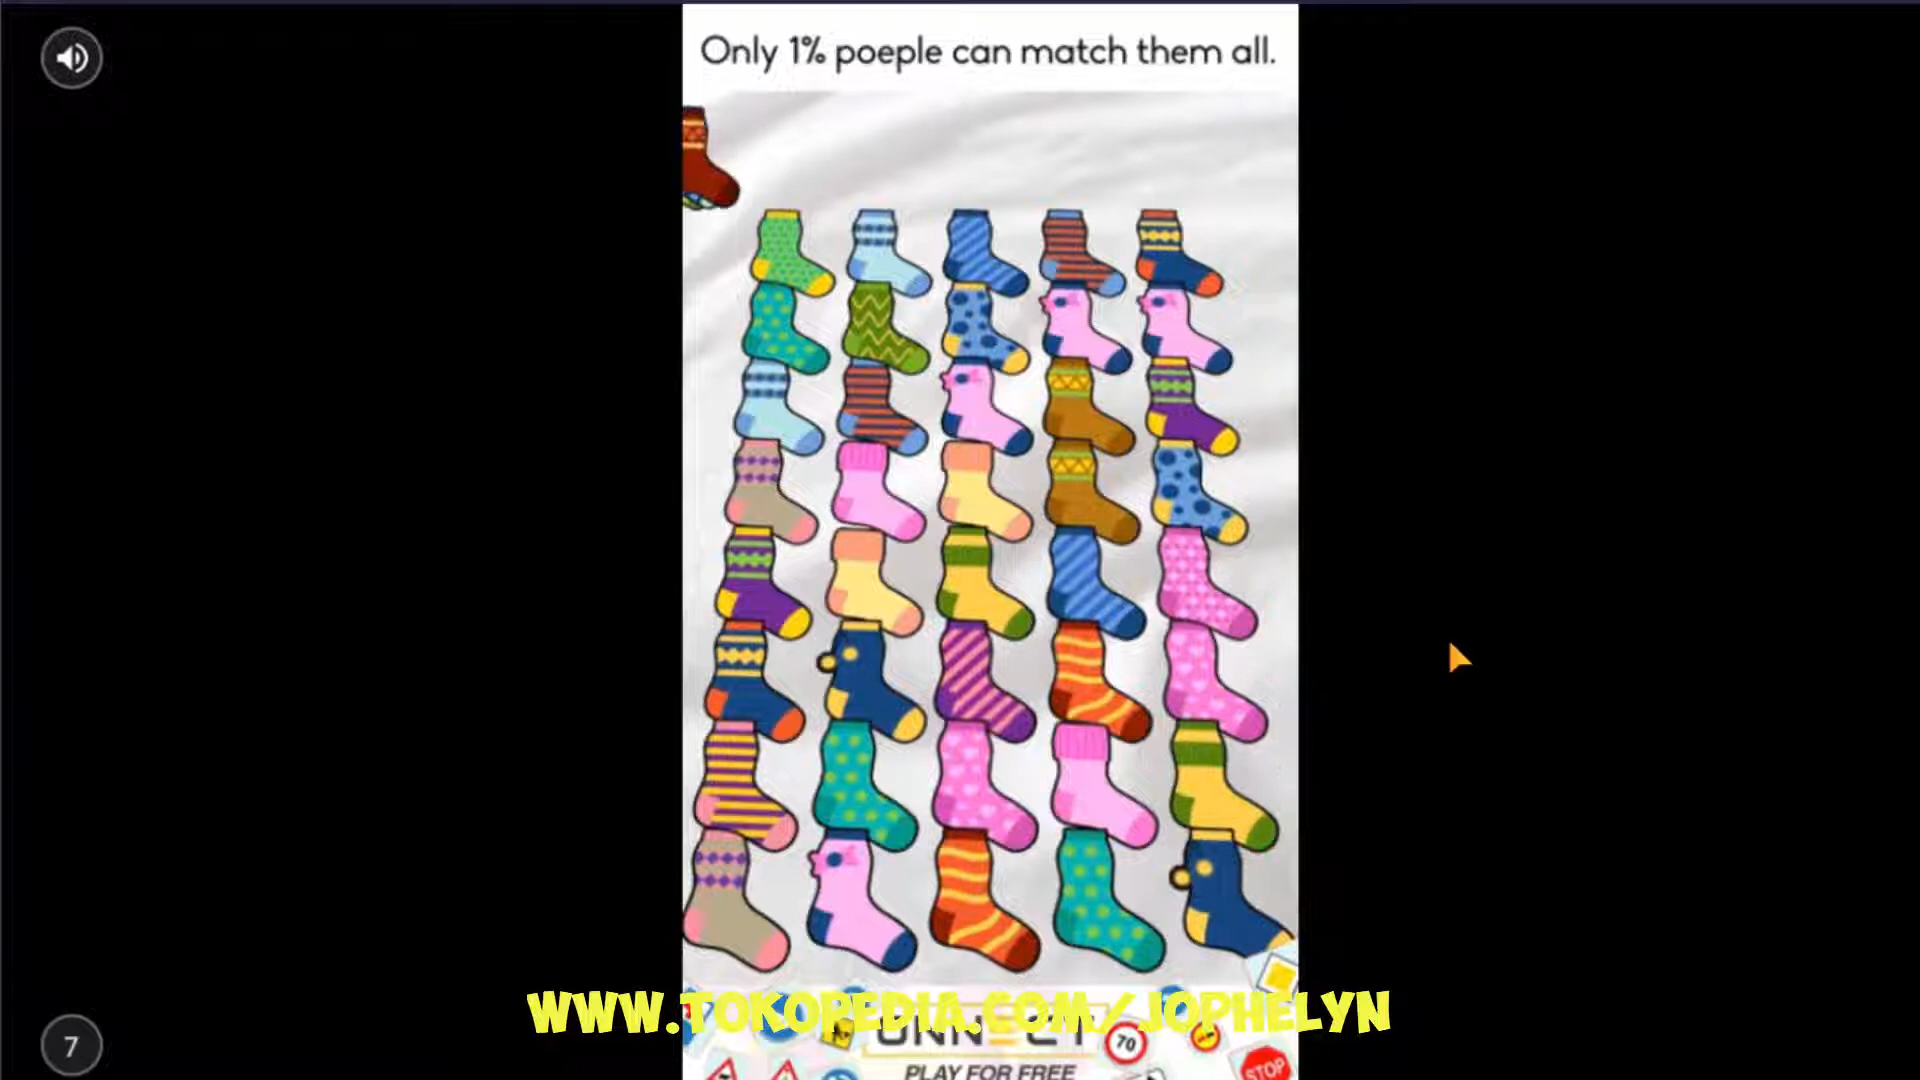 Only 1% poeple can match them all.
WWW.TOKOPEDIA.COM/JOPHELYN
70
7
PLAY FOR FREE
STOP